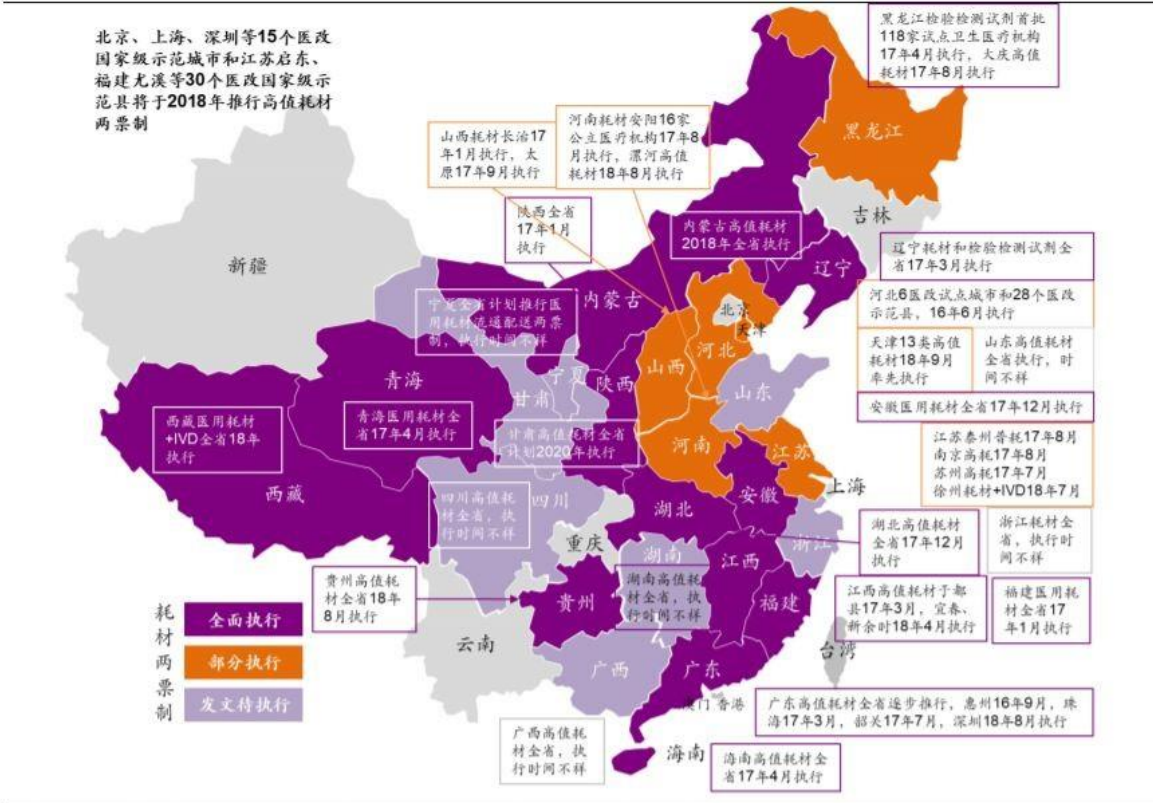 北京、上海、深圳等15个医改
国家级示范城市和江苏启东、
福建尤溪等30个医改国家级示
范县将于2018年推行高值耗材
两票制
黑龙江检验检测试剂首批
118家试点卫生医疗机构
17年4月执行，大庆高值
耗材17年8月执行
河南耗材安阳16家
公立医疗机构17年8
月执行，漯河高值
耗材18年8月执行
山西耗材长治17
年1月执行，太
原17年9月执行
陕西全省
17年1月
执行
内蒙古高值耗材
2018年全省执行
黑龙江
吉林
辽宁
辽宁耗材和检验检测试剂全
省17年3月执行
新疆
内蒙古
宁夏全省计划推行医
用耗材流通配送两票
制，执行时间不祥
北京
天津
河北6医改试点城市和28个医改
示范县，16年6月执行
天津13类高值
耗材18年9月
率先执行
山东高值耗材
全省执行，时
间不祥
河北
山西
山东
青海
宁夏
陕西
甘肃
安徽医用耗材全省17年12月执行
西藏医用耗材
+IVD全省18年
执行
青海医用耗材全
省17年4月执行
甘肃高值耗材全省
计划2020年执行
河南
江苏
江苏泰州普耗17年8月
南京高耗17年8月
苏州高耗17年7月
徐州耗材+IVD18年7月
西藏
四川高值耗
材全省，执
行时间不祥
四川
湖北
安徽
上海
重庆
湖南
江西
浙江
湖北高值耗材
全省17年12月
执行
浙江耗材全
省，执行时
间不祥
贵州高值耗
材全省18年
8月执行
贵州
湖南高值耗
材全省，执
行时间不祥
福建
江西高值耗材于都
县17年3月，宜春、
新余时18年4月执行
福建医用耗
材全省17
年1月执行
耗材两票制
全面执行
部分执行
发文待执行
云南
广西
广东
台湾
澳门 香港
广东高值耗材全省逐步推行，惠州16年9月，珠
海17年3月，韶关17年7月，深圳18年8月执行
广西高值耗
材全省，执
行时间不祥
海南
海南高值耗材全
省17年4月执行